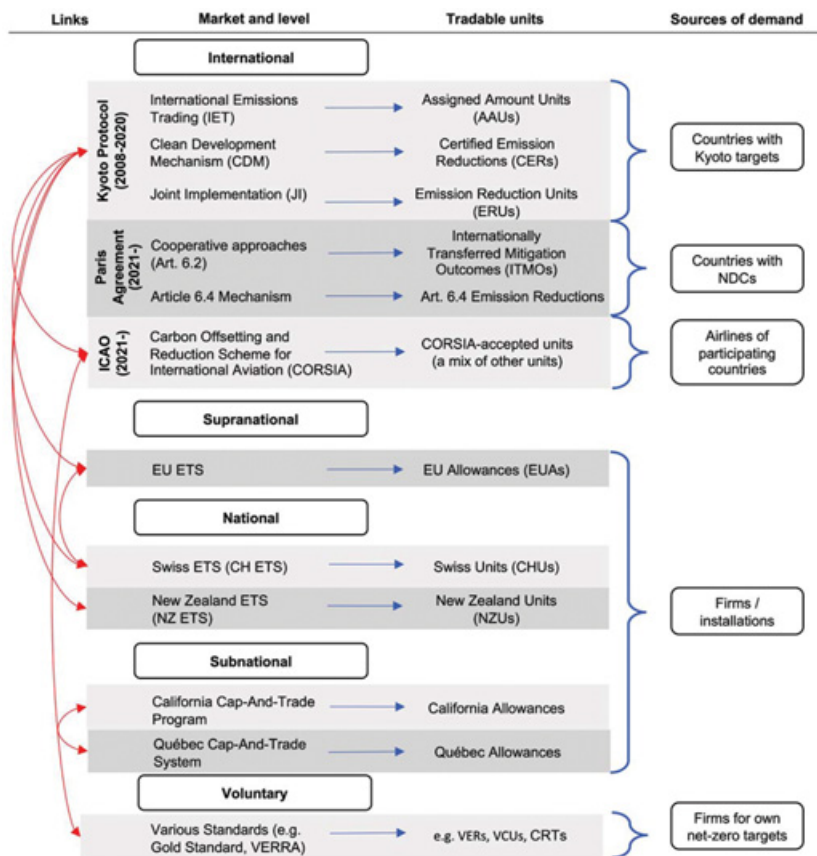 Links Market and level Tradable units Sources of demand
International
Kyoto Protocol
(2008-2020)
International Emissions
Trading (IET)
Assigned Amount Units
(AAUs)
Clean Development
Mechanism (CDM)
Certified Emission
Reductions (CERs)
Joint Implementation (JI)
Emission Reduction Units
(ERUs)
Countries with
Kyoto targets
Paris
Agreement
(2021-)
Cooperative approaches
(Art. 6.2)
Internationally
Transferred Mitigation
Outcomes (ITMOs)
Article 6.4 Mechanism
Art. 6.4 Emission Reductions
Countries with
NDCs
ICAO
(2021-)
Carbon Offsetting and
Reduction Scheme for
International Aviation (CORSIA)
CORSIA-accepted units
(a mix of other units)
Airlines of
participating
countries
Supranational
EU ETS
EU Allowances (EUAs)
National
Swiss ETS (CH ETS)
Swiss Units (CHUs)
New Zealand ETS
(NZ ETS)
New Zealand Units
(NZUs)
Firms /
installations
Subnational
California Cap-And-Trade
Program
California Allowances
Québec Cap-And-Trade
System
Québec Allowances
Voluntary
Various Standards (e.g.
Gold Standard, VERRA)
e.g. VERs, VCUs, CRTs
Firms for own
net-zero targets